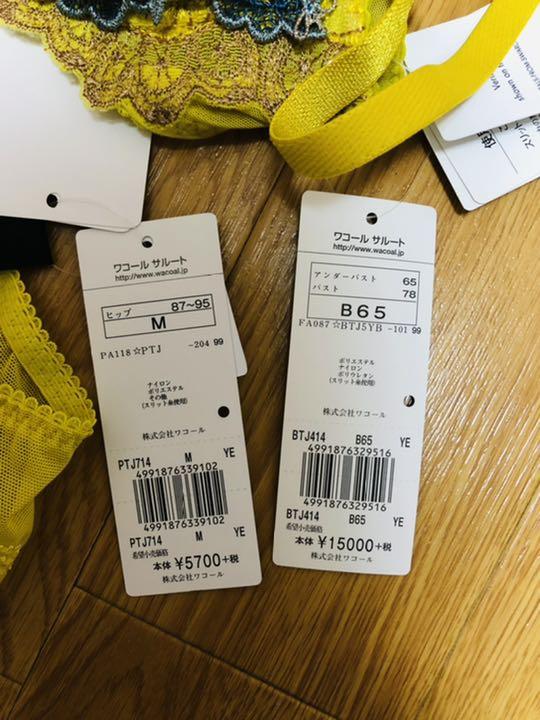 ワコール サルート
http://www.wacoal.jp
ヒップ 87〜95
M
PA118☆PTJ -204 99
ナイロン
ポリエステル
その他
(スリット糸使用)
株式会社ワコール
PTJ714 M YE
4991876339102
4991876339102
PTJ714 M YE
希望小売価格
本体 ¥5700+税
株式会社ワコール
ワコール サルート
http://www.wacoal.jp
アンダーバスト 65
バスト 78
B65
FA087☆BTJ5YB -101 99
ポリエステル
ナイロン
ポリウレタン
(スリット糸使用)
株式会社ワコール
BTJ414 B65 YE
4991876329516
4991876329516
BTJ414 B65 YE
希望小売価格
本体 ¥15000+税
株式会社ワコール
shown on
スリット
使